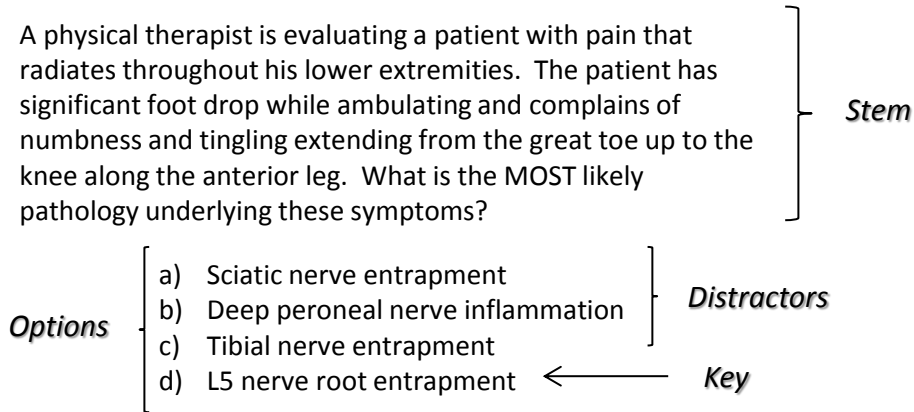 A physical therapist is evaluating a patient with pain that
radiates throughout his lower extremities. The patient has
significant foot drop while ambulating and complains of
numbness and tingling extending from the great toe up to the
knee along the anterior leg. What is the MOST likely
pathology underlying these symptoms?
Stem
Options
a) Sciatic nerve entrapment
b) Deep peroneal nerve inflammation
c) Tibial nerve entrapment
d) L5 nerve root entrapment
Distractors
Key